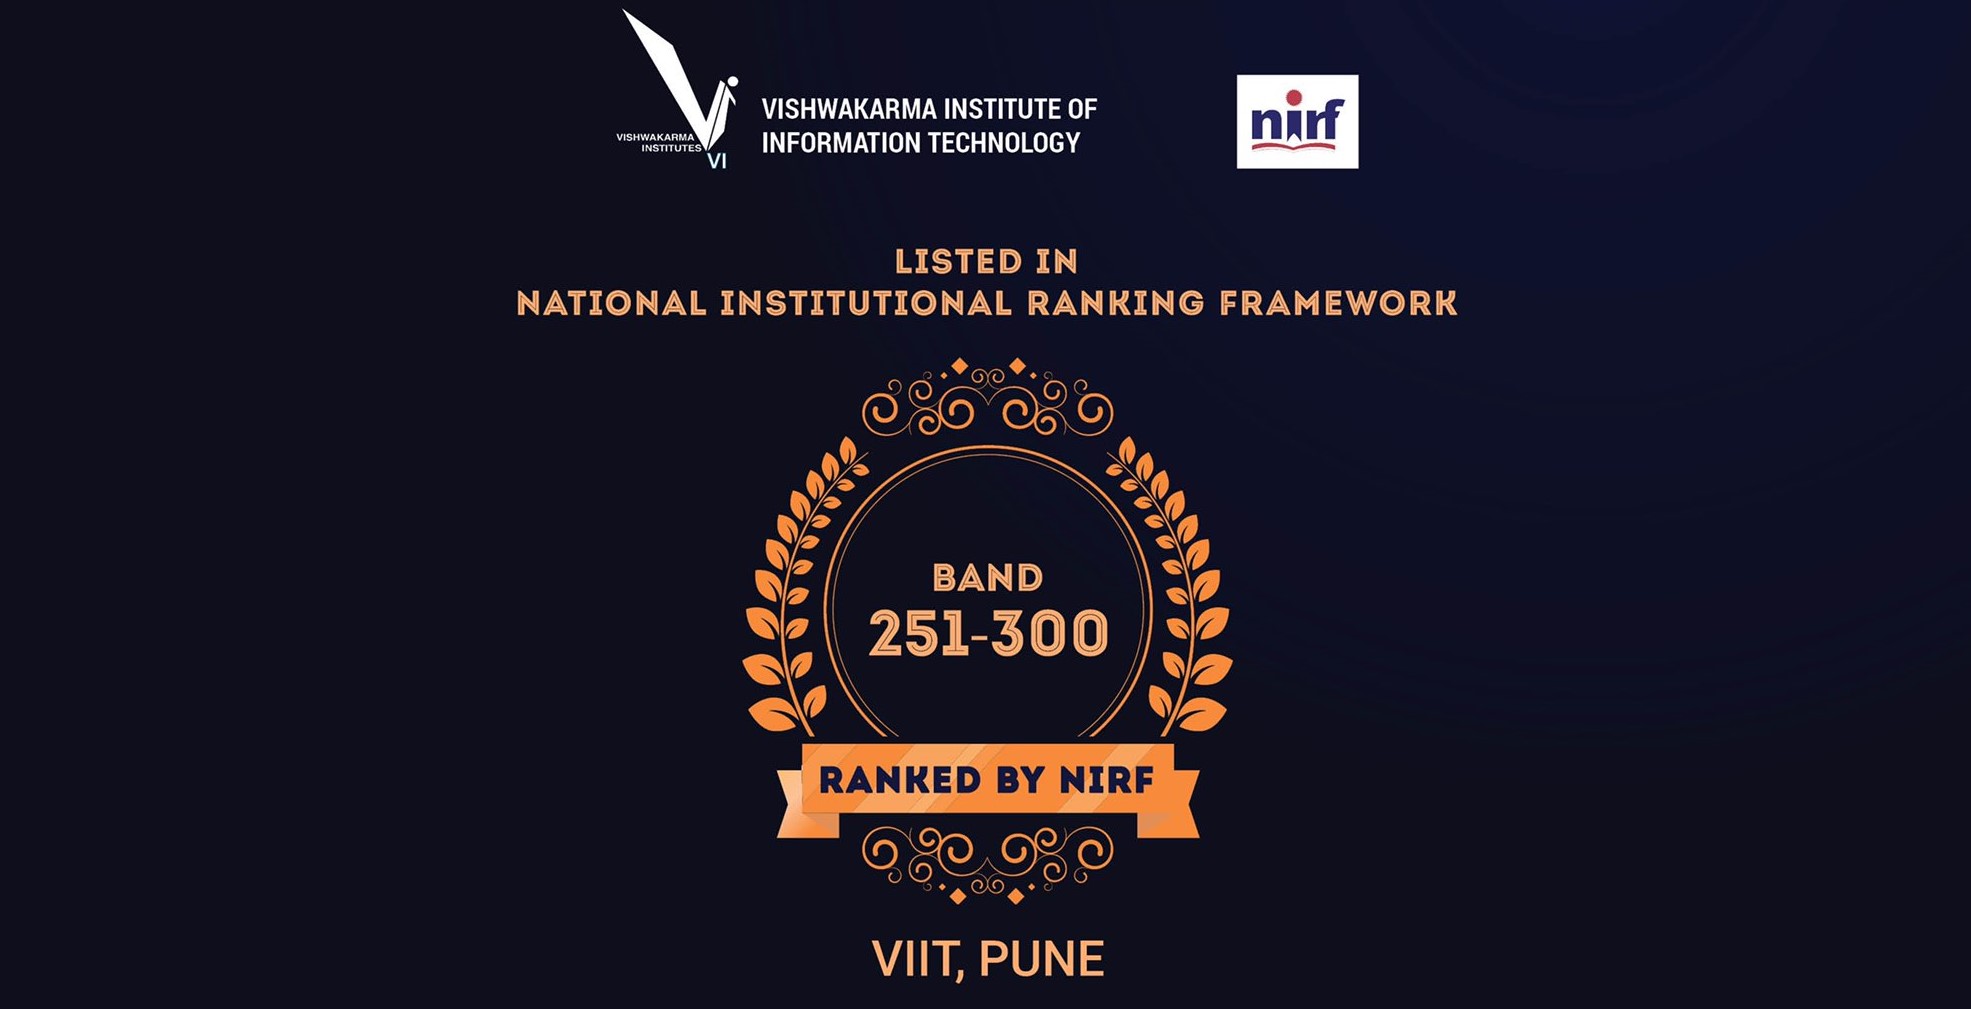 VISHWAKARMA
INSTITUTES
VI
VISHWAKARMA INSTITUTE OF
INFORMATION TECHNOLOGY
nirf
LISTED IN
NATIONAL INSTITUTIONAL RANKING FRAMEWORK
BAND
251-300
RANKED BY NIRF
VIIT, PUNE